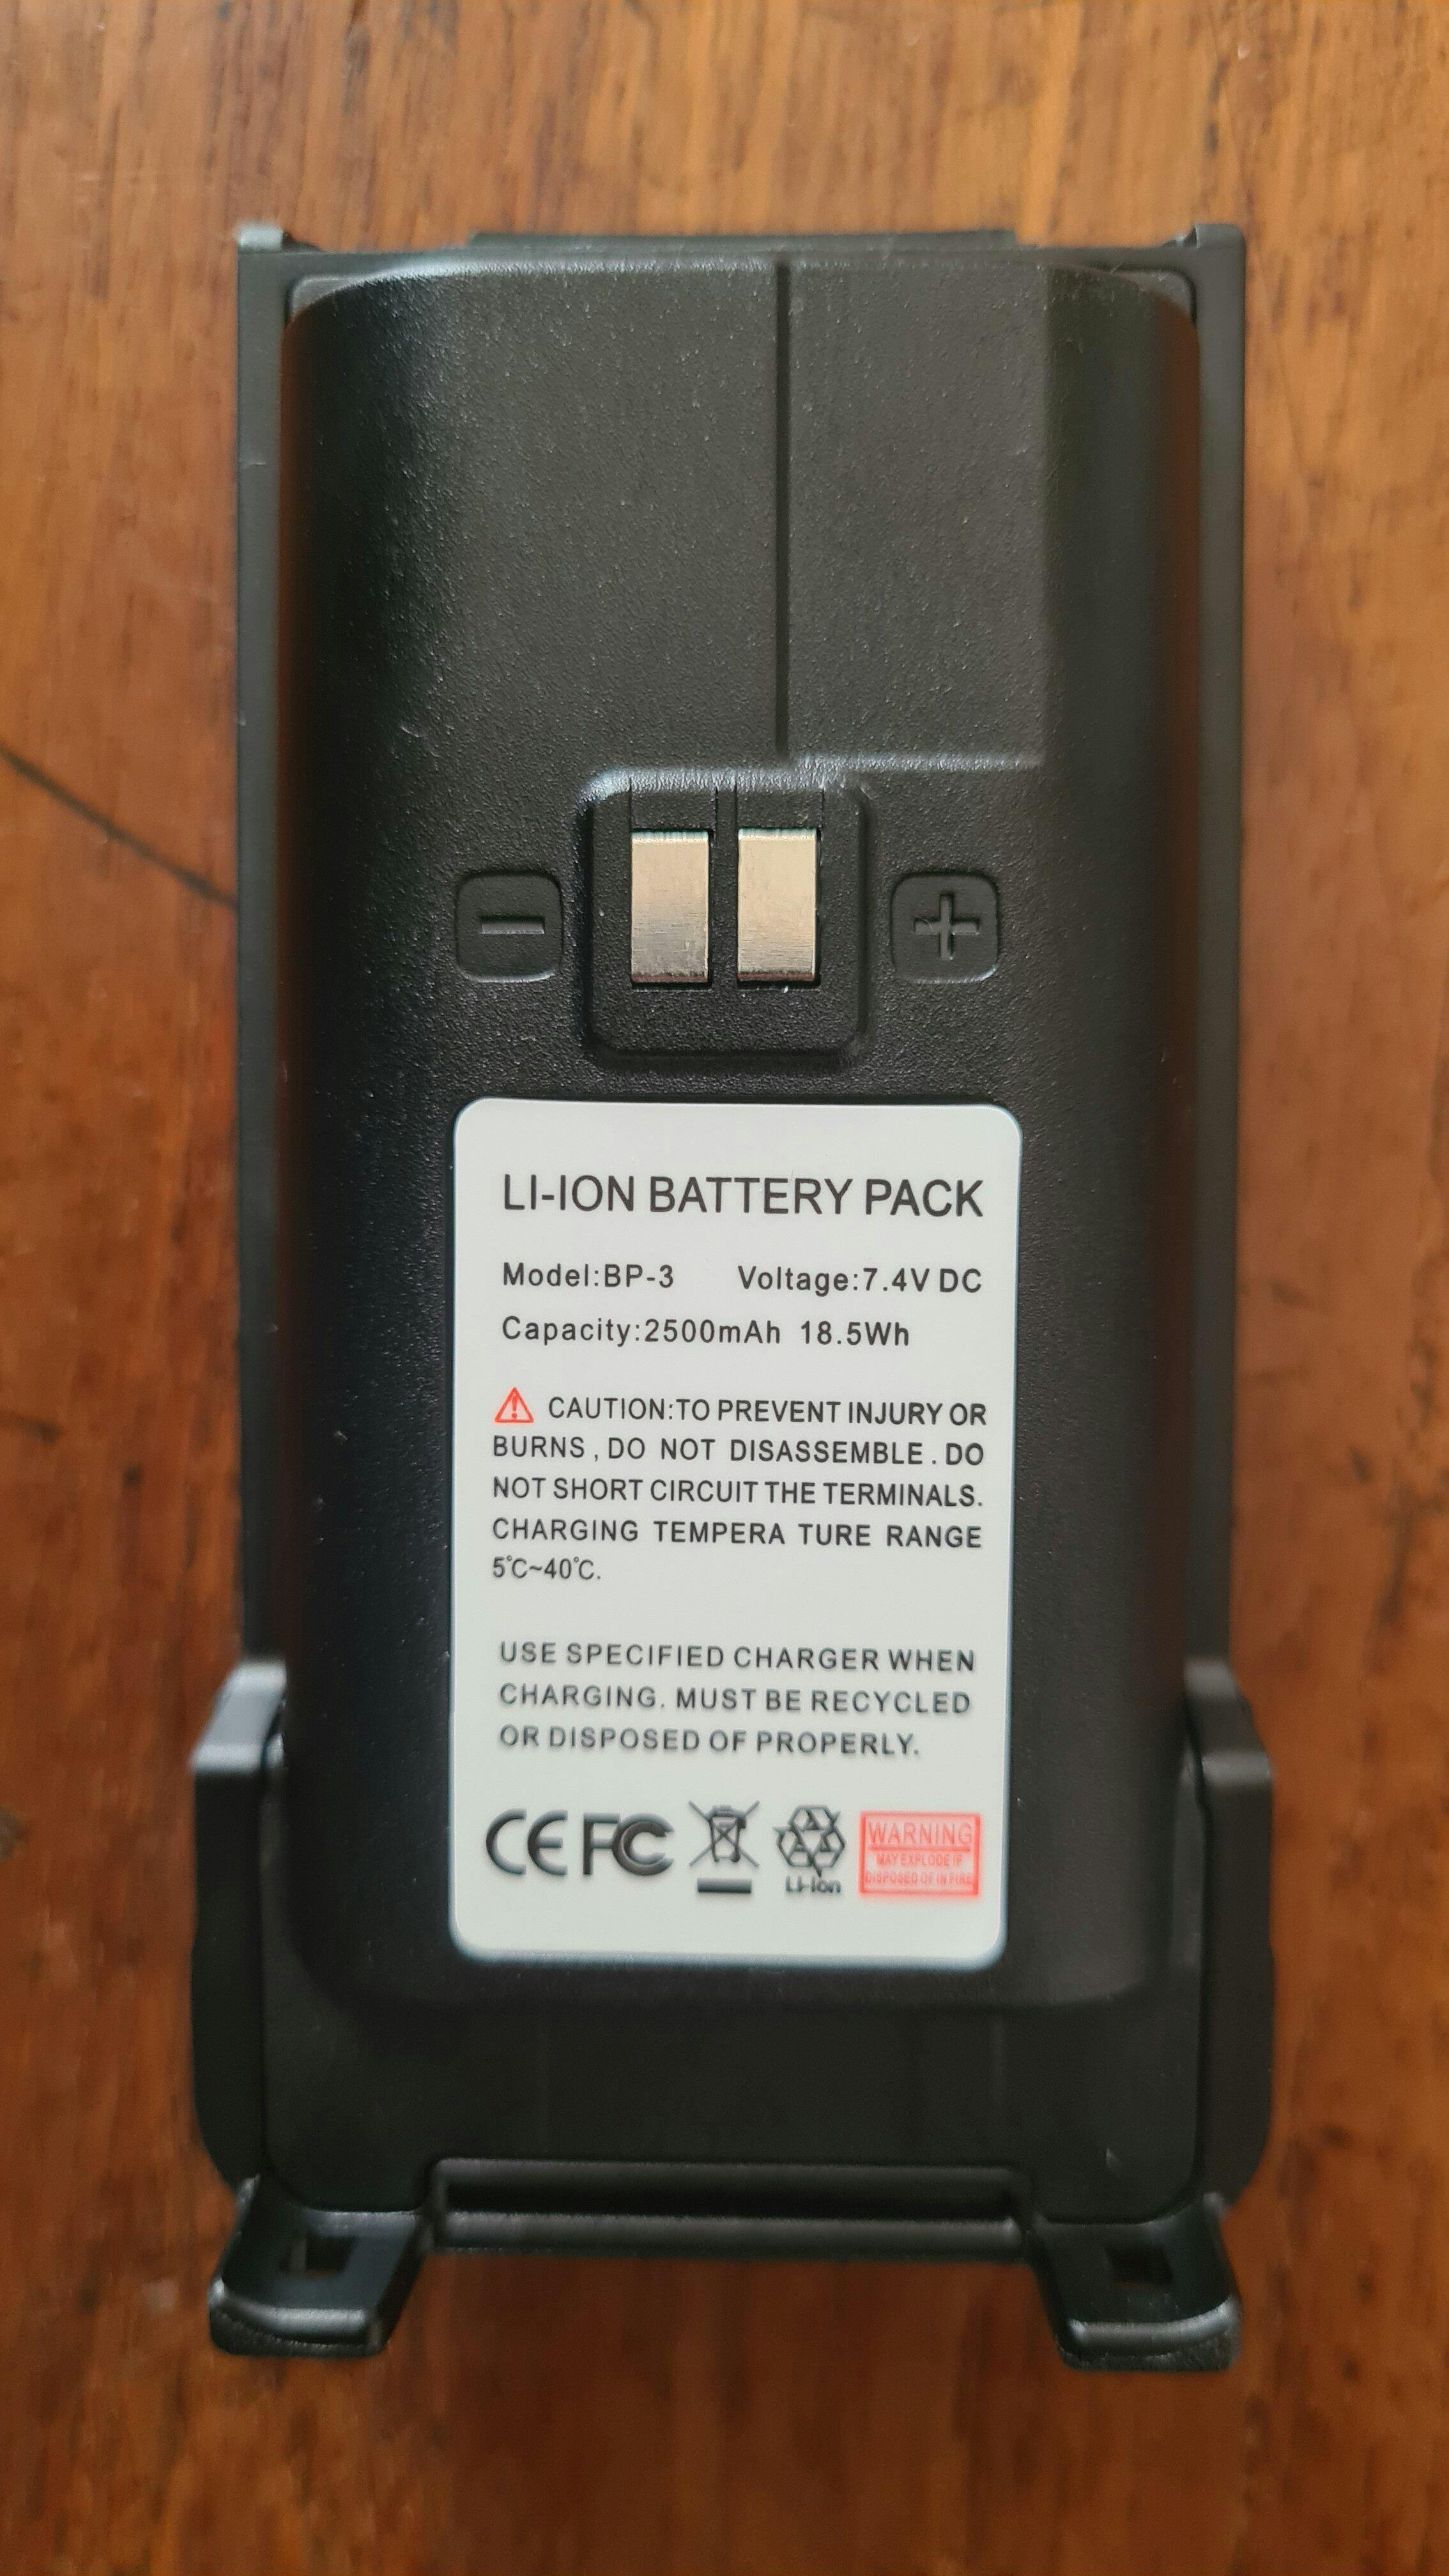 − +
LI-ION BATTERY PACK
Model:BP-3 Voltage:7.4V DC
Capacity:2500mAh 18.5Wh
CAUTION:TO PREVENT INJURY OR
BURNS , DO NOT DISASSEMBLE . DO
NOT SHORT CIRCUIT THE TERMINALS.
CHARGING TEMPERA TURE RANGE
5℃~40℃.
USE SPECIFIED CHARGER WHEN
CHARGING. MUST BE RECYCLED
OR DISPOSED OF PROPERLY.
CE FC
Li-ion
WARNING
MAY EXPLODE IF
DISPOSED OF IN FIRE